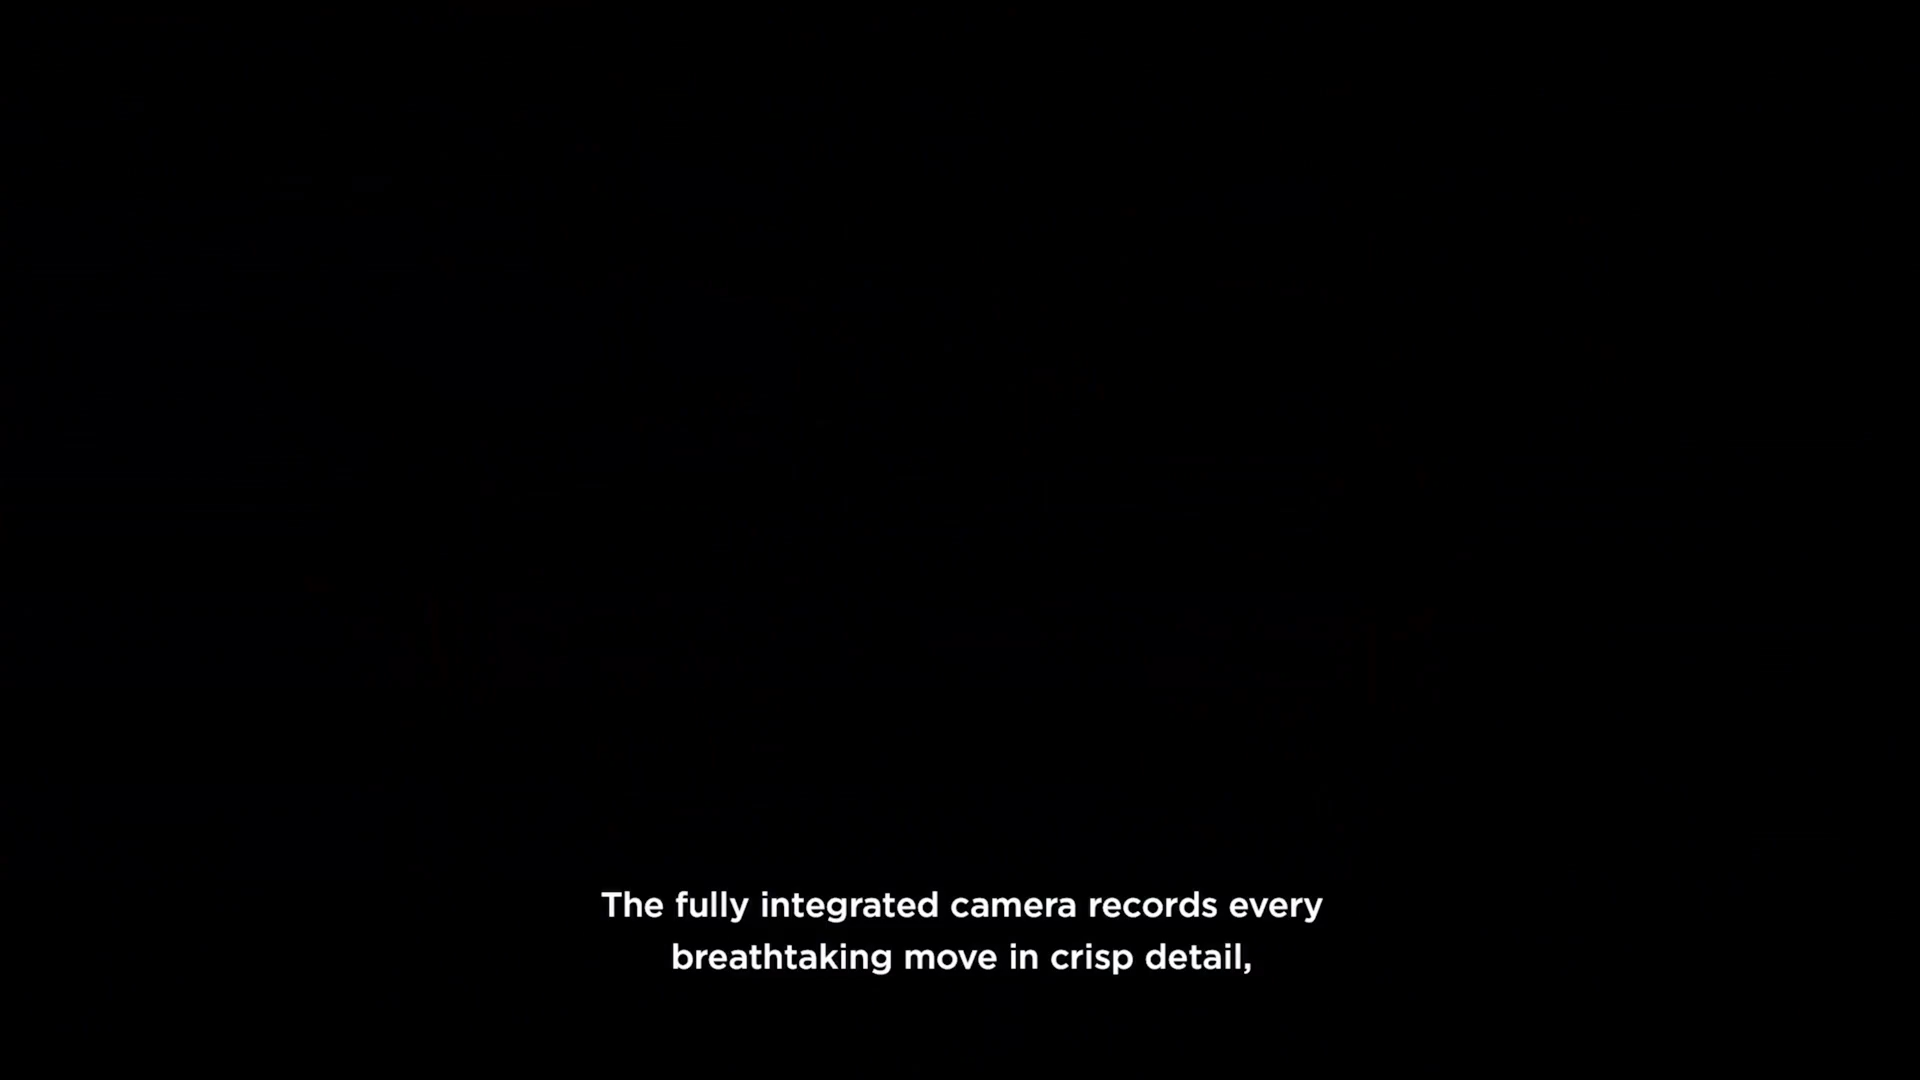 The fully integrated camera records every
breathtaking move in crisp detail,